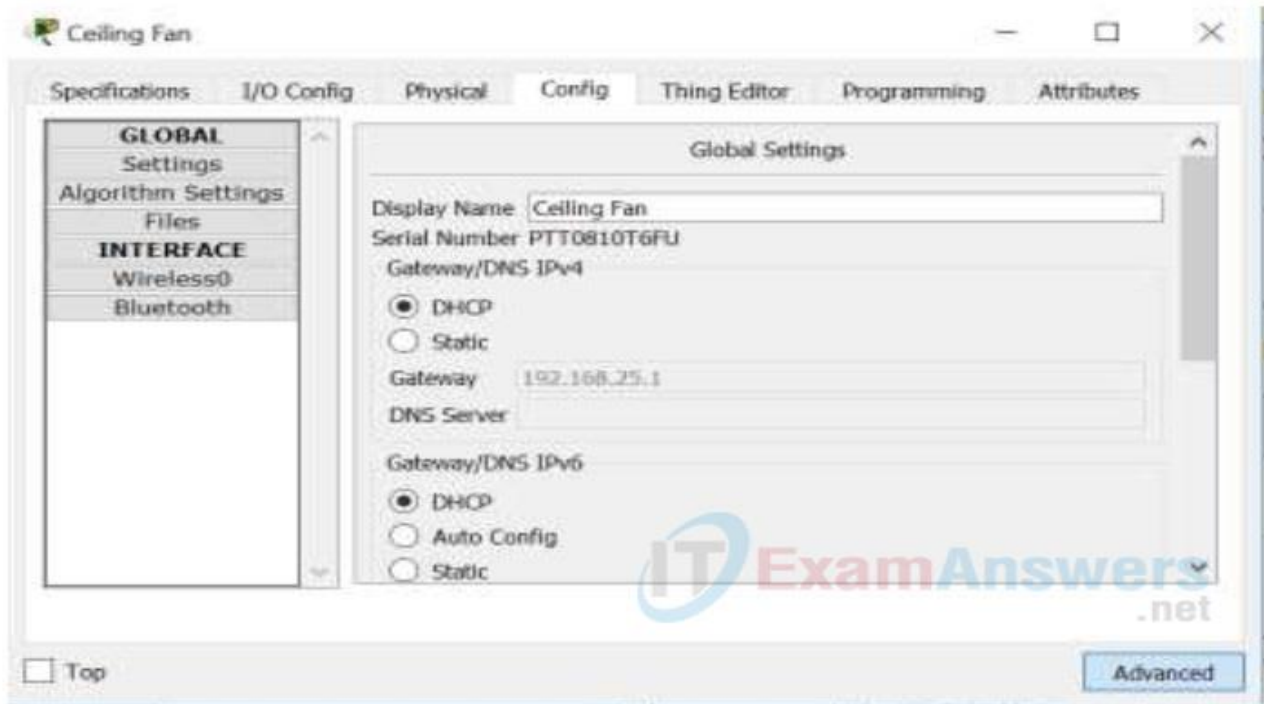 Ceiling Fan
Specifications I/O Config Physical Config Thing Editor Programming Attributes
GLOBAL
Settings
Algorithm Settings
Files
INTERFACE
Wireless0
Bluetooth
Global Settings
Display Name Ceiling Fan
Serial Number PTT0810T6FU
Gateway/DNS IPv4
DHCP
Static
Gateway 192.168.25.1
DNS Server
Gateway/DNS IPv6
DHCP
Auto Config
Static
ITExamAnswers
.net
Top
Advanced